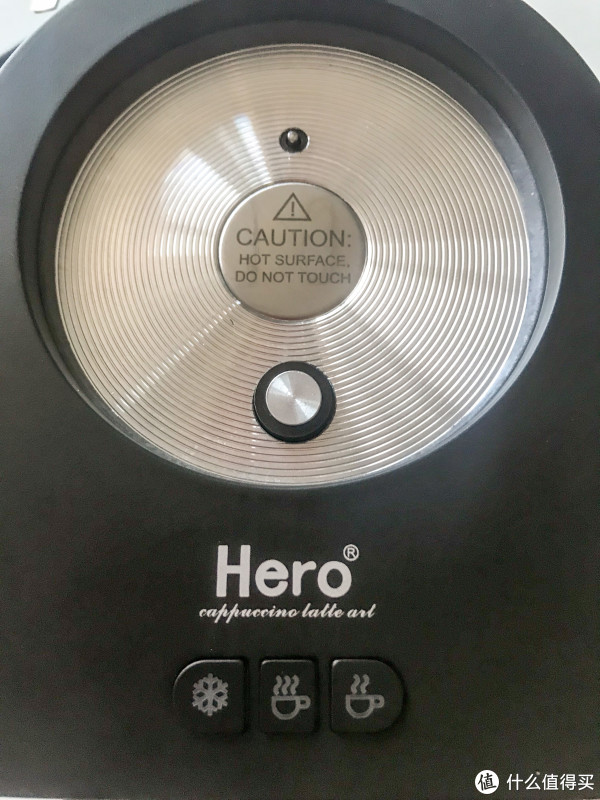 CAUTION:
HOT SURFACE,
DO NOT TOUCH
Hero®
cappuccino latte art
值 什么值得买